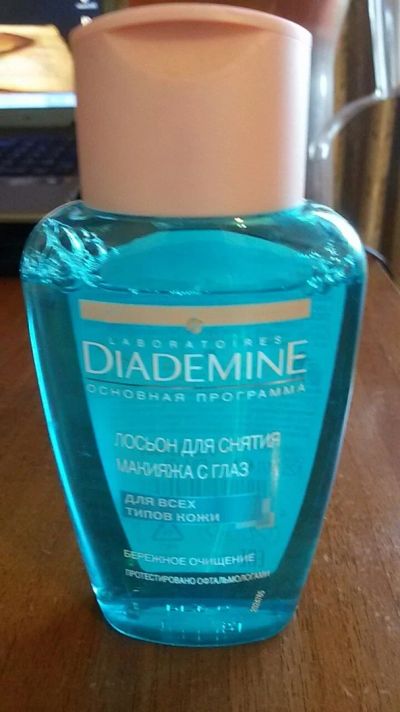 LABORATOIRES
DIADEMINE
ОСНОВНАЯ ПРОГРАММА
ЛОСЬОН ДЛЯ СНЯТИЯ
МАКИЯЖА С ГЛАЗ
ДЛЯ ВСЕХ
ТИПОВ КОЖИ
БЕРЕЖНОЕ ОЧИЩЕНИЕ
ПРОТЕСТИРОВАНО ОФТАЛЬМОЛОГАМИ